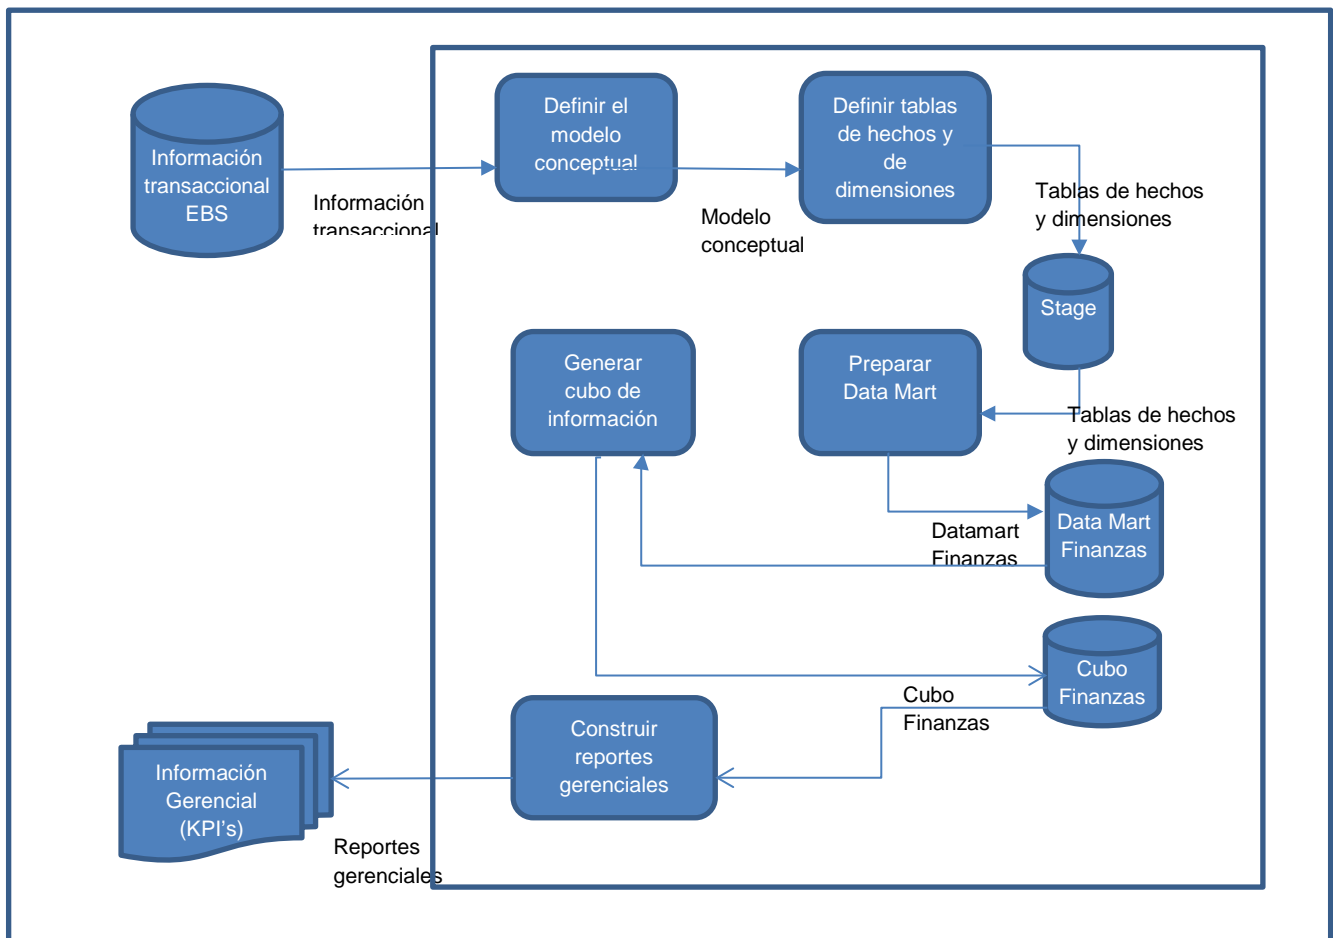 Información
transaccional
EBS
Información
transaccional
Definir el
modelo
conceptual
Modelo
conceptual
Definir tablas
de hechos y
de
dimensiones
Tablas de hechos
y dimensiones
Stage
Tablas de hechos
y dimensiones
Preparar
Data Mart
Datamart
Finanzas
Data Mart
Finanzas
Generar
cubo de
información
Cubo
Finanzas
Cubo
Finanzas
Construir
reportes
gerenciales
Reportes
gerenciales
Información
Gerencial
(KPI's)